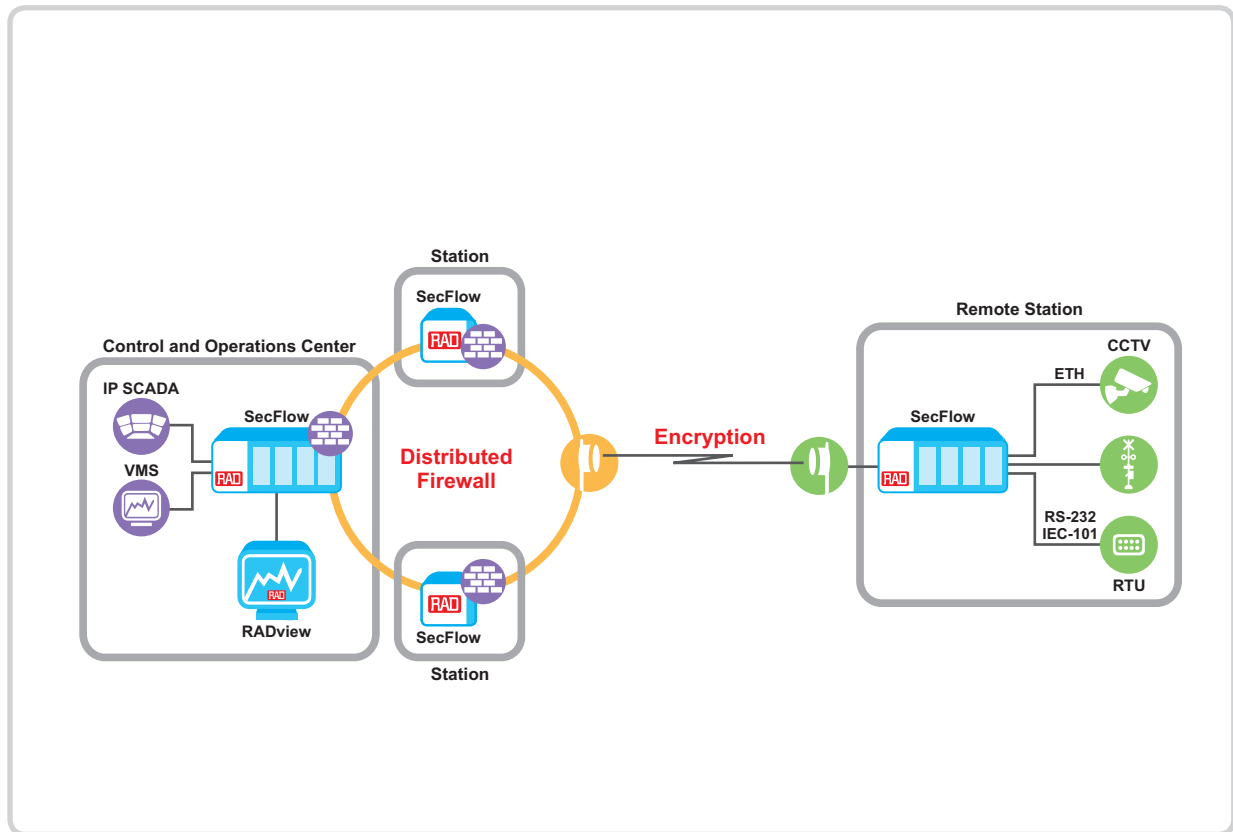 Station
SecFlow
RAD
Control and Operations Center
IP SCADA
SecFlow
VMS
RAD
RAD
RADview
Distributed
Firewall
RAD
SecFlow
Station
Encryption
Remote Station
CCTV
ETH
SecFlow
RAD
RS-232
IEC-101
RTU